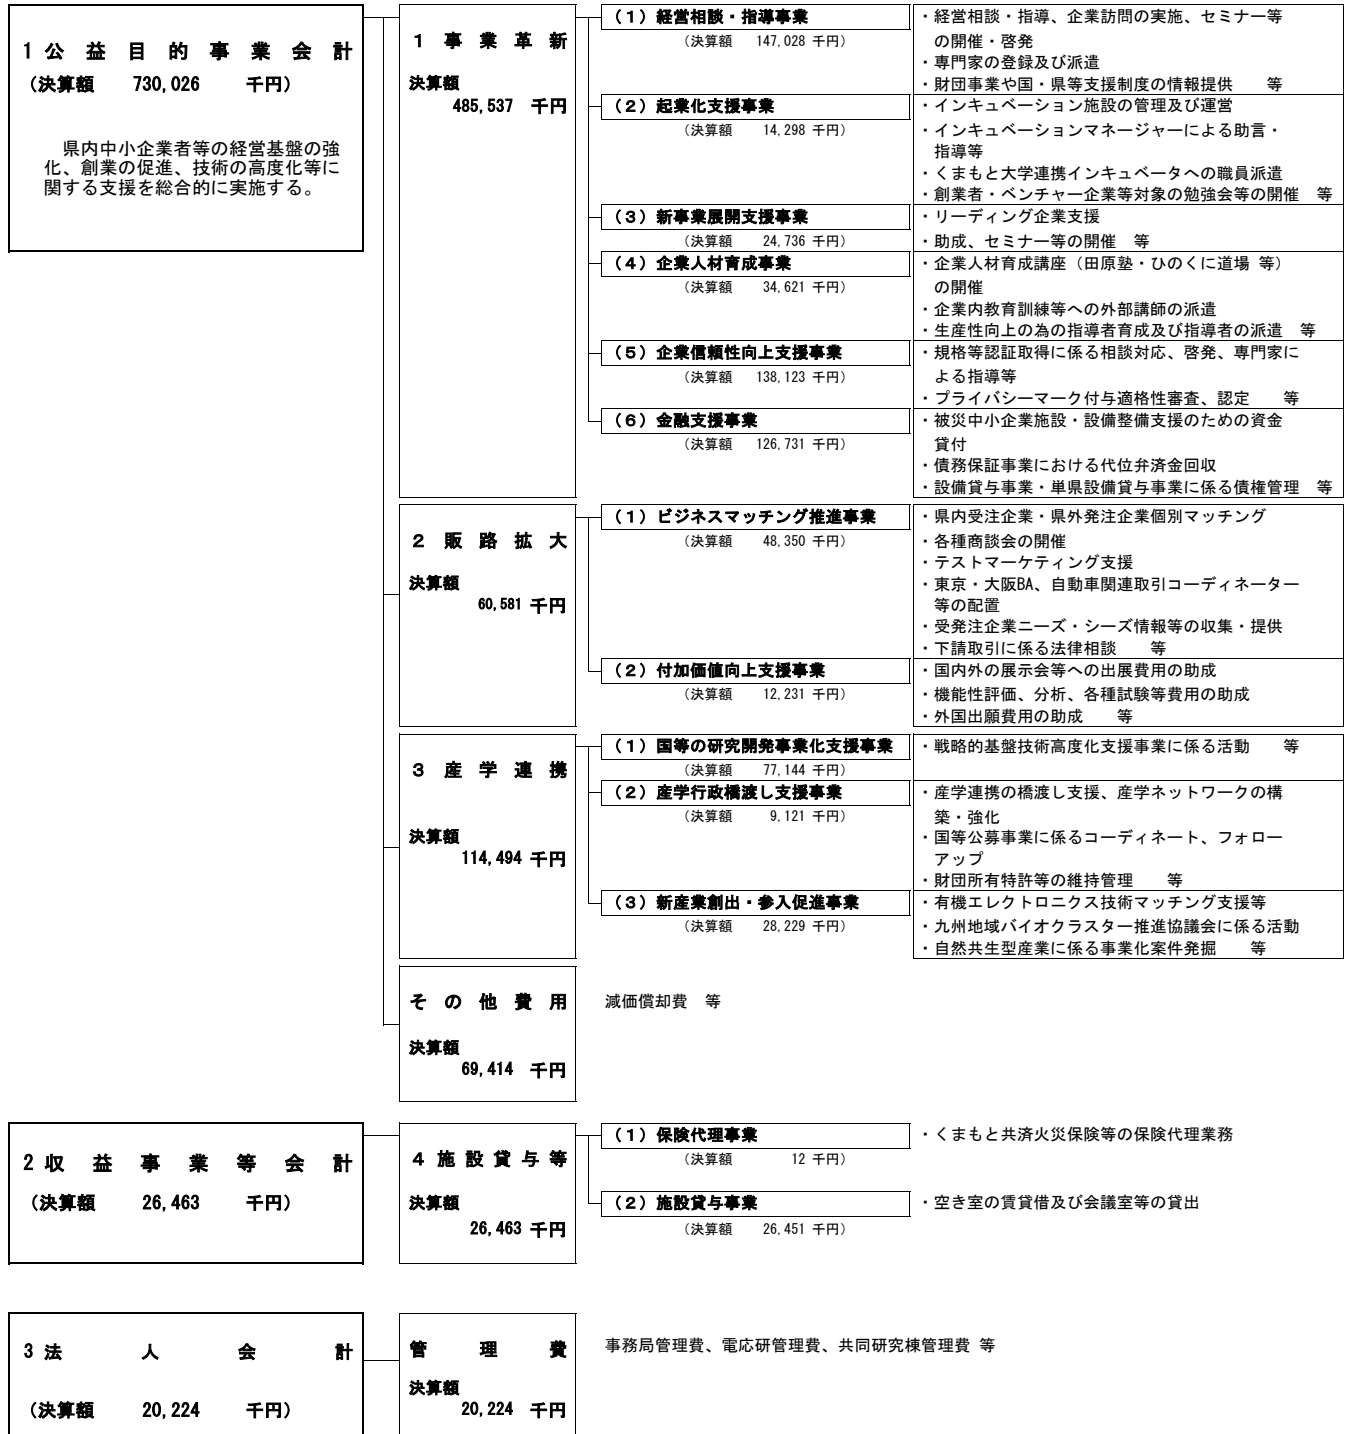 1 公益目的事業会計
（決算額 730,026 千円）
県内中小企業者等の経営基盤の強
化、創業の促進、技術の高度化等に
関する支援を総合的に実施する。
1 事業革新
決算額
485,537 千円
（１）経営相談・指導事業
（決算額 147,028 千円）
・経営相談・指導、企業訪問の実施、セミナー等
の開催・啓発
・専門家の登録及び派遣
・財団事業や国・県等支援制度の情報提供 等
（２）起業化支援事業
（決算額 14,298 千円）
・インキュベーション施設の管理及び運営
・インキュベーションマネージャーによる助言・
指導等
・くまもと大学連携インキュベータへの職員派遣
・創業者・ベンチャー企業等対象の勉強会等の開催 等
（３）新事業展開支援事業
（決算額 24,736 千円）
・リーディング企業支援
・助成、セミナー等の開催 等
（４）企業人材育成事業
（決算額 34,621 千円）
・企業人材育成講座（田原塾・ひのくに道場 等）
の開催
・企業内教育訓練等への外部講師の派遣
・生産性向上の為の指導者育成及び指導者の派遣 等
（５）企業信頼性向上支援事業
（決算額 138,123 千円）
・規格等認証取得に係る相談対応、啓発、専門家に
よる指導等
・プライバシーマーク付与適格性審査、認定 等
（６）金融支援事業
（決算額 126,731 千円）
・被災中小企業施設・設備整備支援のための資金
貸付
・債務保証事業における代位弁済金回収
・設備貸与事業・単県設備貸与事業に係る債権管理 等
２ 販路拡大
決算額
60,581 千円
（１）ビジネスマッチング推進事業
（決算額 48,350 千円）
・県内受注企業・県外発注企業個別マッチング
・各種商談会の開催
・テストマーケティング支援
・東京・大阪BA、自動車関連取引コーディネーター
等の配置
・受発注企業ニーズ・シーズ情報等の収集・提供
・下請取引に係る法律相談 等
（２）付加価値向上支援事業
（決算額 12,231 千円）
・国内外の展示会等への出展費用の助成
・機能性評価、分析、各種試験等費用の助成
・外国出願費用の助成 等
３ 産学連携
決算額
114,494 千円
（１）国等の研究開発事業化支援事業
（決算額 77,144 千円）
・戦略的基盤技術高度化支援事業に係る活動 等
（２）産学行政橋渡し支援事業
（決算額 9,121 千円）
・産学連携の橋渡し支援、産学ネットワークの構
築・強化
・国等公募事業に係るコーディネート、フォロー
アップ
・財団所有特許等の維持管理 等
（３）新産業創出・参入促進事業
（決算額 28,229 千円）
・有機エレクトロニクス技術マッチング支援等
・九州地域バイオクラスター推進協議会に係る活動
・自然共生型産業に係る事業化案件発掘 等
その他費用
決算額
69,414 千円
減価償却費 等
2 収益事業等会計
（決算額 26,463 千円）
４ 施設貸与等
決算額
26,463 千円
（１）保険代理事業
（決算額 12 千円）
・くまもと共済火災保険等の保険代理業務
（２）施設貸与事業
（決算額 26,451 千円）
・空き室の賃貸借及び会議室等の貸出
3 法人会計
（決算額 20,224 千円）
管理費
決算額
20,224 千円
事務局管理費、電応研管理費、共同研究棟管理費 等